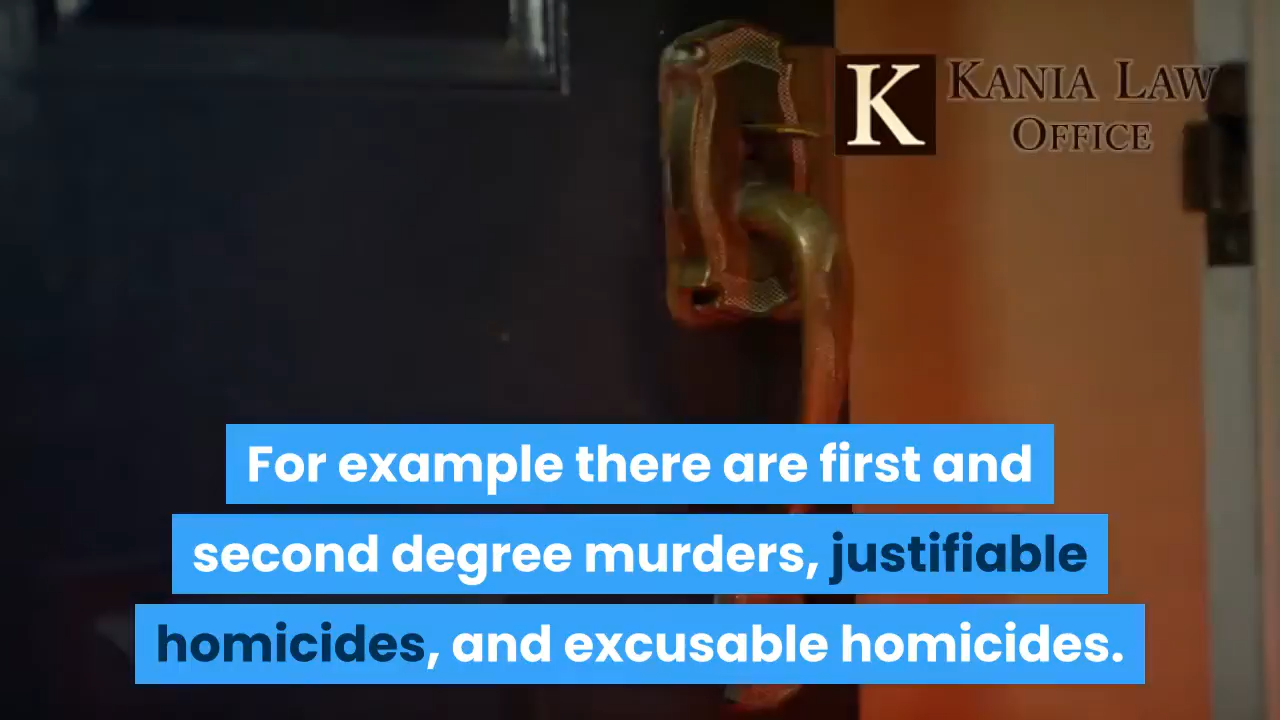 K
KANIA LAW
OFFICE
For example there are first and
second degree murders, justifiable
homicides, and excusable homicides.